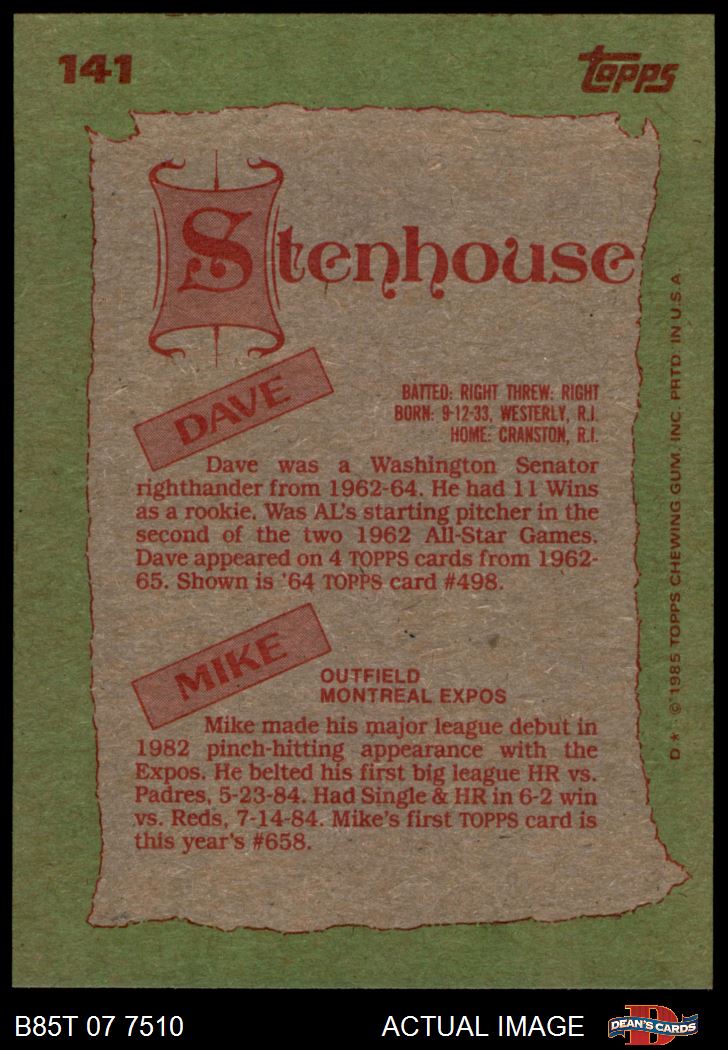 141
TOPPS
Stenhouse
DAVE
BATTED: RIGHT THREW: RIGHT
BORN: 9-12-33, WESTERLY, R.I.
HOME: CRANSTON, R.I.
Dave was a Washington Senator
righthander from 1962-64. He had 11 Wins
as a rookie. Was AL's starting pitcher in the
second of the two 1962 All-Star Games.
Dave appeared on 4 TOPPS cards from 1962-
65. Shown is '64 TOPPS card #498.
MIKE
OUTFIELD
MONTREAL EXPOS
Mike made his major league debut in
1982 pinch-hitting appearance with the
Expos. He belted his first big league HR vs.
Padres, 5-23-84. Had Single & HR in 6-2 win
vs. Reds, 7-14-84. Mike's first TOPPS card is
this year's #658.
D* · © 1985 TOPPS CHEWING GUM, INC. PRTD. IN U.S.A.
B85T 07 7510
ACTUAL IMAGE
D
DEAN'S CARDS